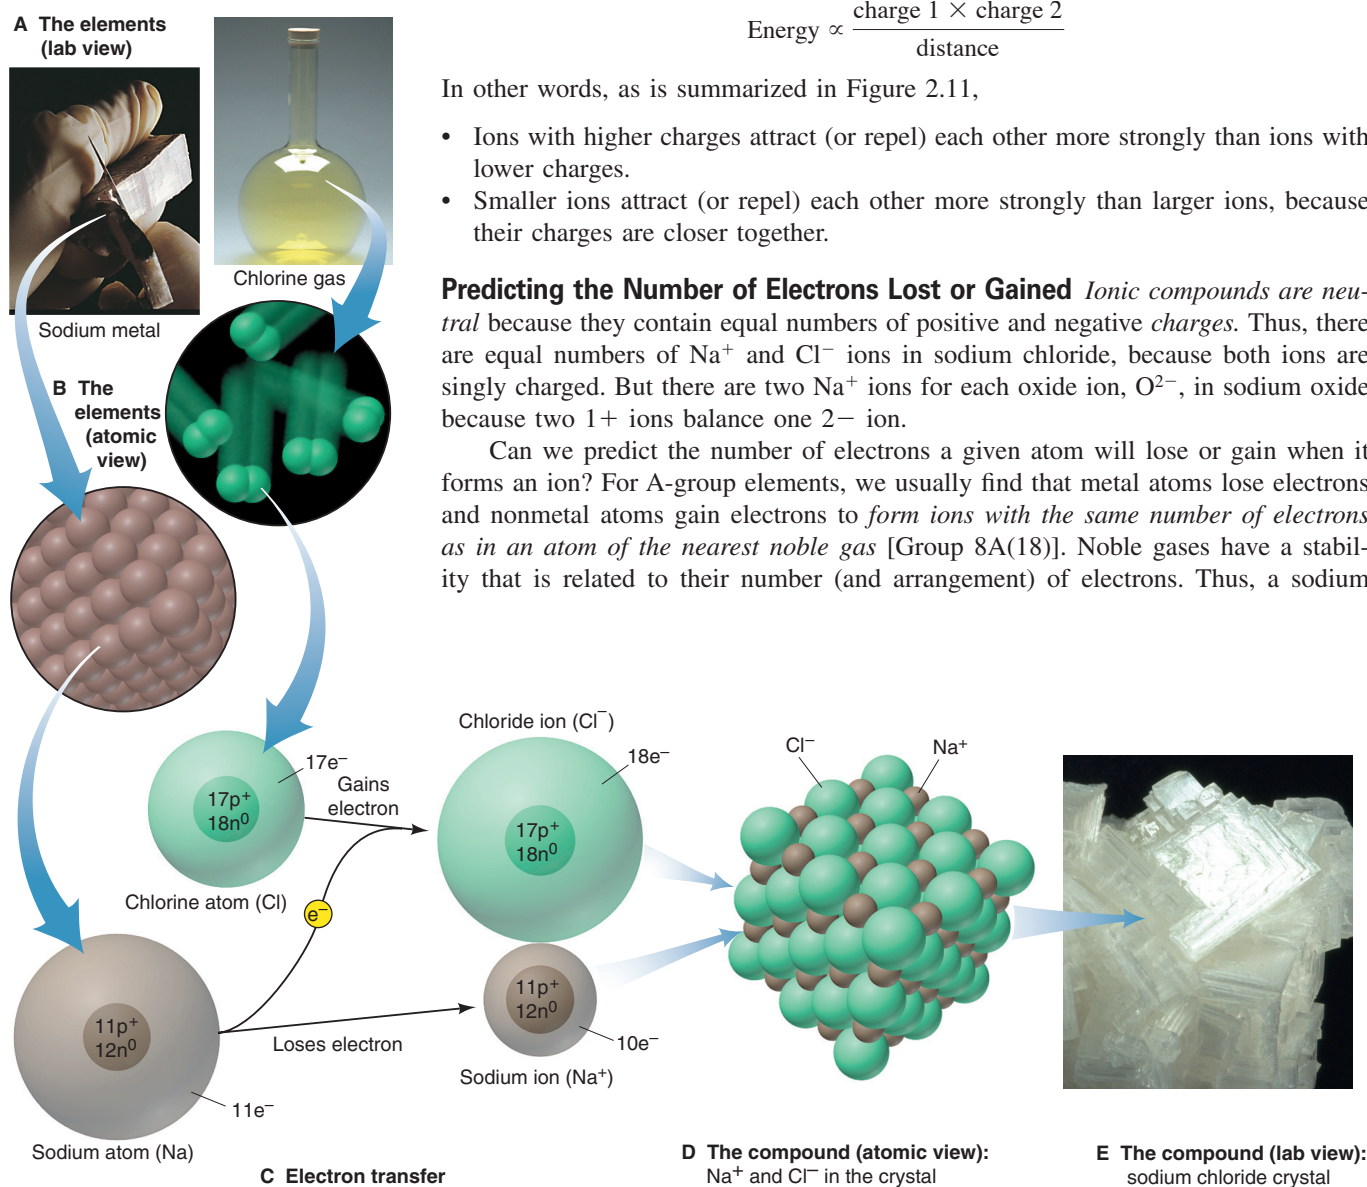 A The elements
(lab view)
Sodium metal
Chlorine gas
B The
elements
(atomic
view)
Energy ∝ charge 1 × charge 2
distance
In other words, as is summarized in Figure 2.11,
• Ions with higher charges attract (or repel) each other more strongly than ions with
lower charges.
• Smaller ions attract (or repel) each other more strongly than larger ions, because
their charges are closer together.
Predicting the Number of Electrons Lost or Gained Ionic compounds are neu-
tral because they contain equal numbers of positive and negative charges. Thus, there
are equal numbers of Na⁺ and Cl⁻ ions in sodium chloride, because both ions are
singly charged. But there are two Na⁺ ions for each oxide ion, O²⁻, in sodium oxide
because two 1+ ions balance one 2− ion.
Can we predict the number of electrons a given atom will lose or gain when it
forms an ion? For A-group elements, we usually find that metal atoms lose electrons
and nonmetal atoms gain electrons to form ions with the same number of electrons
as in an atom of the nearest noble gas [Group 8A(18)]. Noble gases have a stabil-
ity that is related to their number (and arrangement) of electrons. Thus, a sodium
17e⁻
17p⁺
18n⁰
Chlorine atom (Cl)
Gains
electron
e⁻
11p⁺
12n⁰
11e⁻
Sodium atom (Na)
Loses electron
Chloride ion (Cl⁻)
18e⁻
17p⁺
18n⁰
11p⁺
12n⁰
10e⁻
Sodium ion (Na⁺)
C Electron transfer
Cl⁻
Na⁺
D The compound (atomic view):
Na⁺ and Cl⁻ in the crystal
E The compound (lab view):
sodium chloride crystal